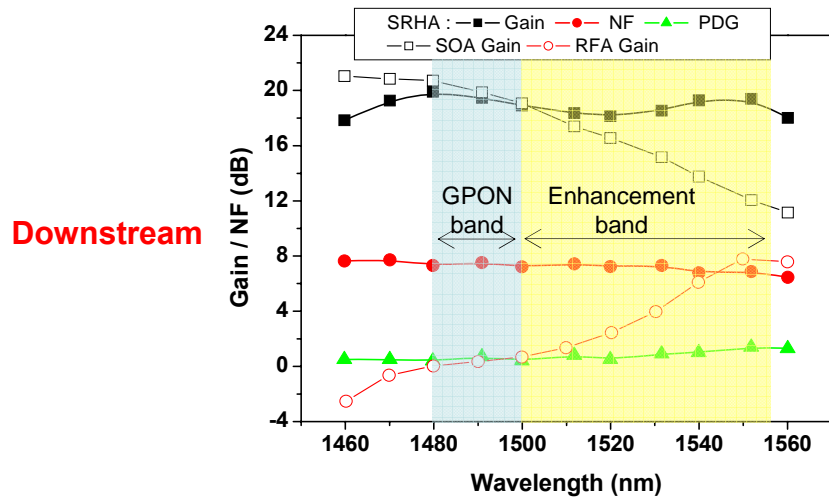 SRHA : Gain NF PDG
SOA Gain RFA Gain
24
20
16
12
8
4
0
-4
Gain / NF (dB)
Downstream
GPON band
Enhancement band
1460 1480 1500 1520 1540 1560
Wavelength (nm)